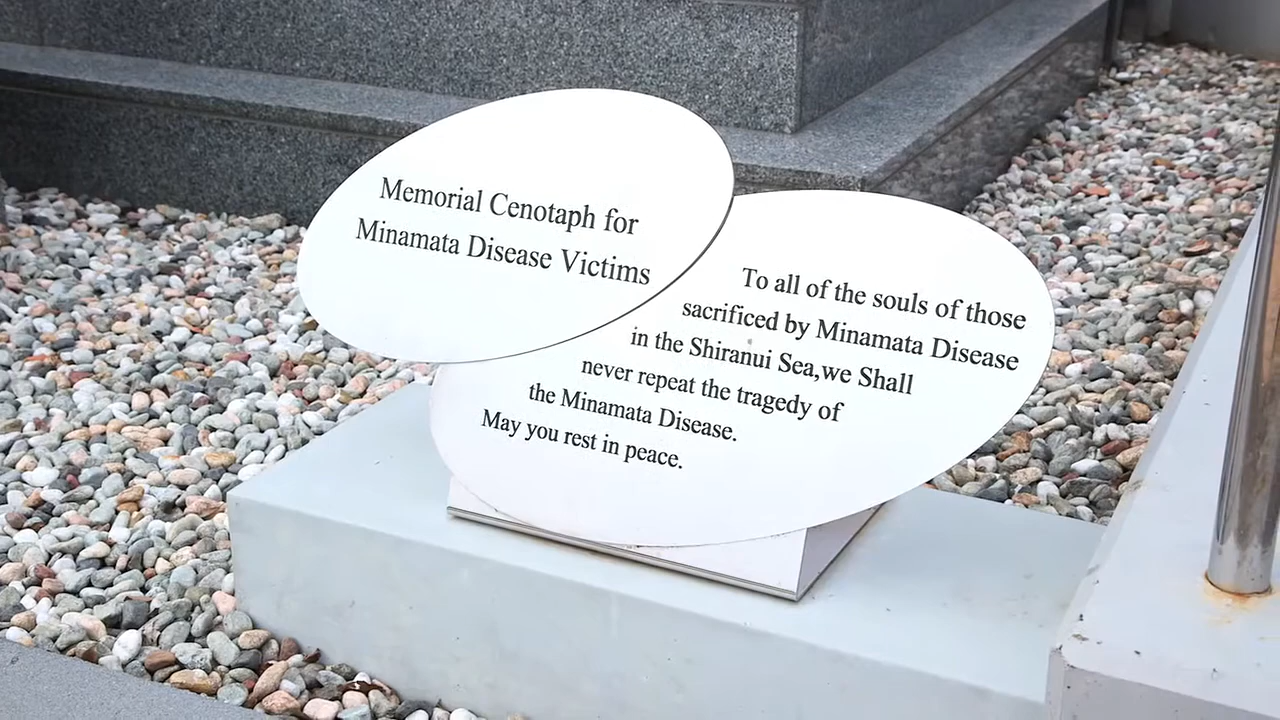 Memorial Cenotaph for
Minamata Disease Victims
To all of the souls of those
sacrificed by Minamata Disease
in the Shiranui Sea,we Shall
never repeat the tragedy of
the Minamata Disease.
May you rest in peace.